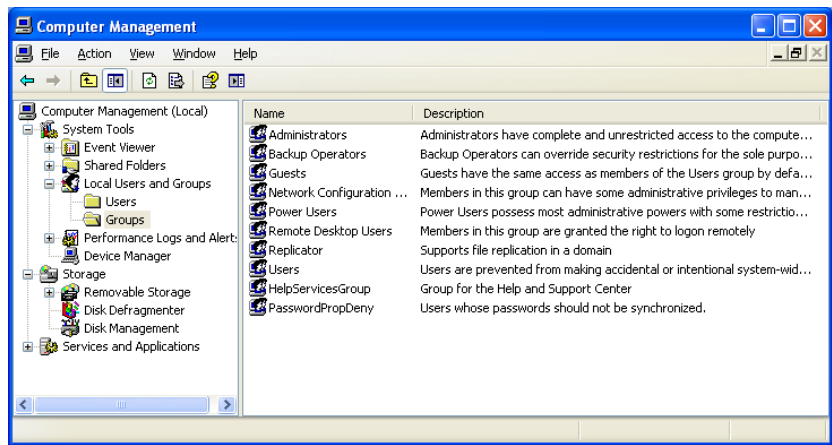 Computer Management
File Action View Window Help
Computer Management (Local)
System Tools
Event Viewer
Shared Folders
Local Users and Groups
Users
Groups
Performance Logs and Alert:
Device Manager
Storage
Removable Storage
Disk Defragmenter
Disk Management
Services and Applications
Name Description
Administrators Administrators have complete and unrestricted access to the compute...
Backup Operators Backup Operators can override security restrictions for the sole purpo...
Guests Guests have the same access as members of the Users group by defa...
Network Configuration ... Members in this group can have some administrative privileges to man...
Power Users Power Users possess most administrative powers with some restrictio...
Remote Desktop Users Members in this group are granted the right to logon remotely
Replicator Supports file replication in a domain
Users Users are prevented from making accidental or intentional system-wid...
HelpServicesGroup Group for the Help and Support Center
PasswordPropDeny Users whose passwords should not be synchronized.